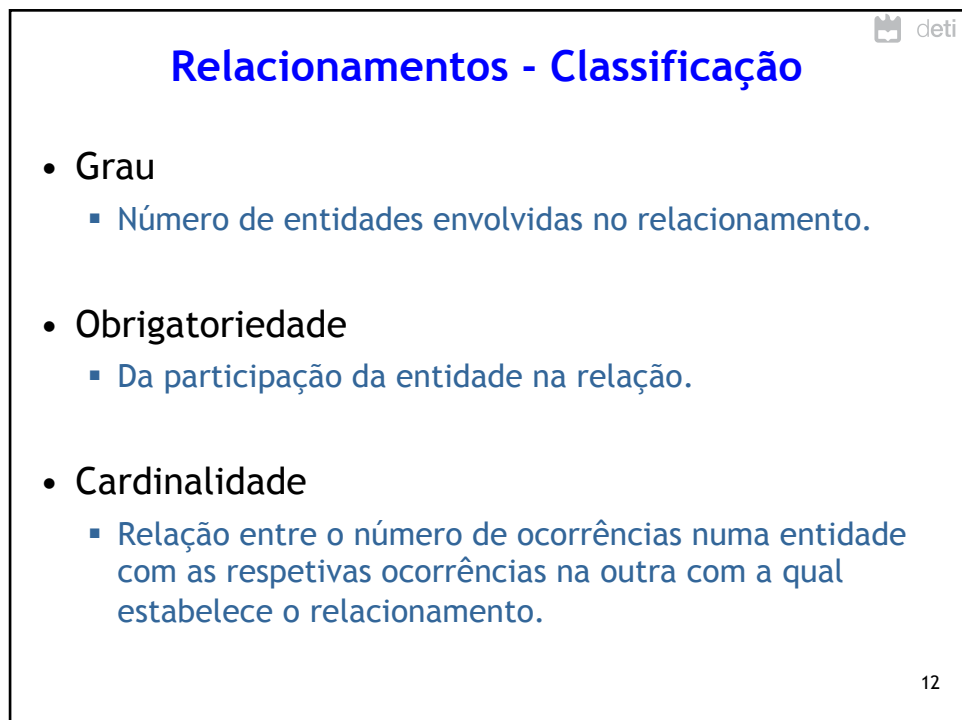 deti
Relacionamentos - Classificação
• Grau
▪ Número de entidades envolvidas no relacionamento.
• Obrigatoriedade
▪ Da participação da entidade na relação.
• Cardinalidade
▪ Relação entre o número de ocorrências numa entidade
com as respetivas ocorrências na outra com a qual
estabelece o relacionamento.
12